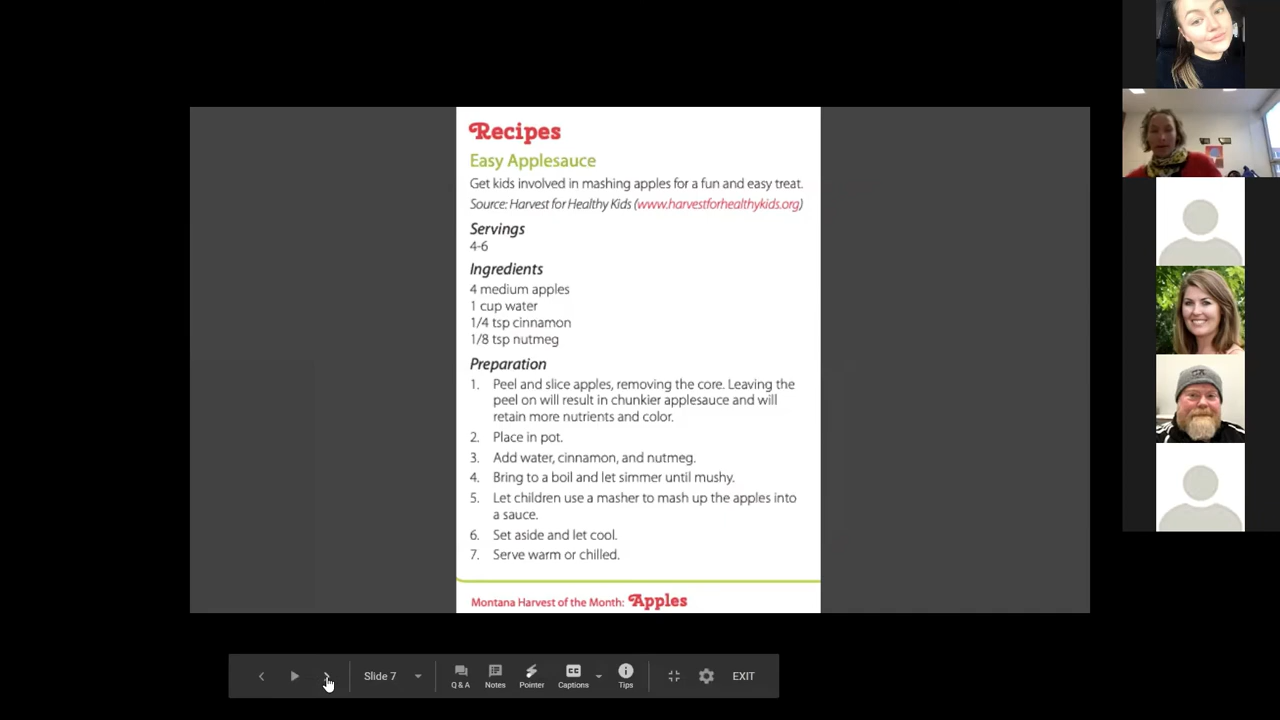 Recipes
Easy Applesauce
Get kids involved in mashing apples for a fun and easy treat.
Source: Harvest for Healthy Kids (www.harvestforhealthykids.org)
Servings
4-6
Ingredients
4 medium apples
1 cup water
1/4 tsp cinnamon
1/8 tsp nutmeg
Preparation
1. Peel and slice apples, removing the core. Leaving the
peel on will result in chunkier applesauce and will
retain more nutrients and color.
2. Place in pot.
3. Add water, cinnamon, and nutmeg.
4. Bring to a boil and let simmer until mushy.
5. Let children use a masher to mash up the apples into
a sauce.
6. Set aside and let cool.
7. Serve warm or chilled.
Montana Harvest of the Month: Apples
Slide 7
Q & A
Notes
Pointer
Captions
Tips
EXIT